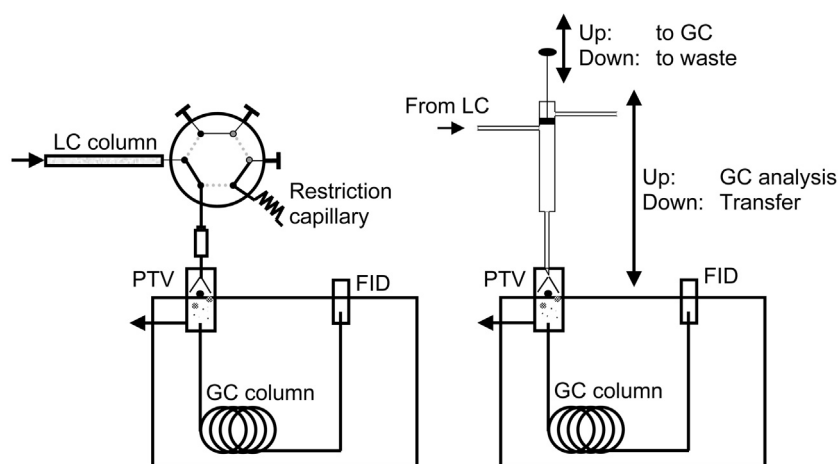 LC column
Restriction
capillary
PTV
FID
GC column
Up: to GC
Down: to waste
From LC
Up: GC analysis
Down: Transfer
PTV
FID
GC column